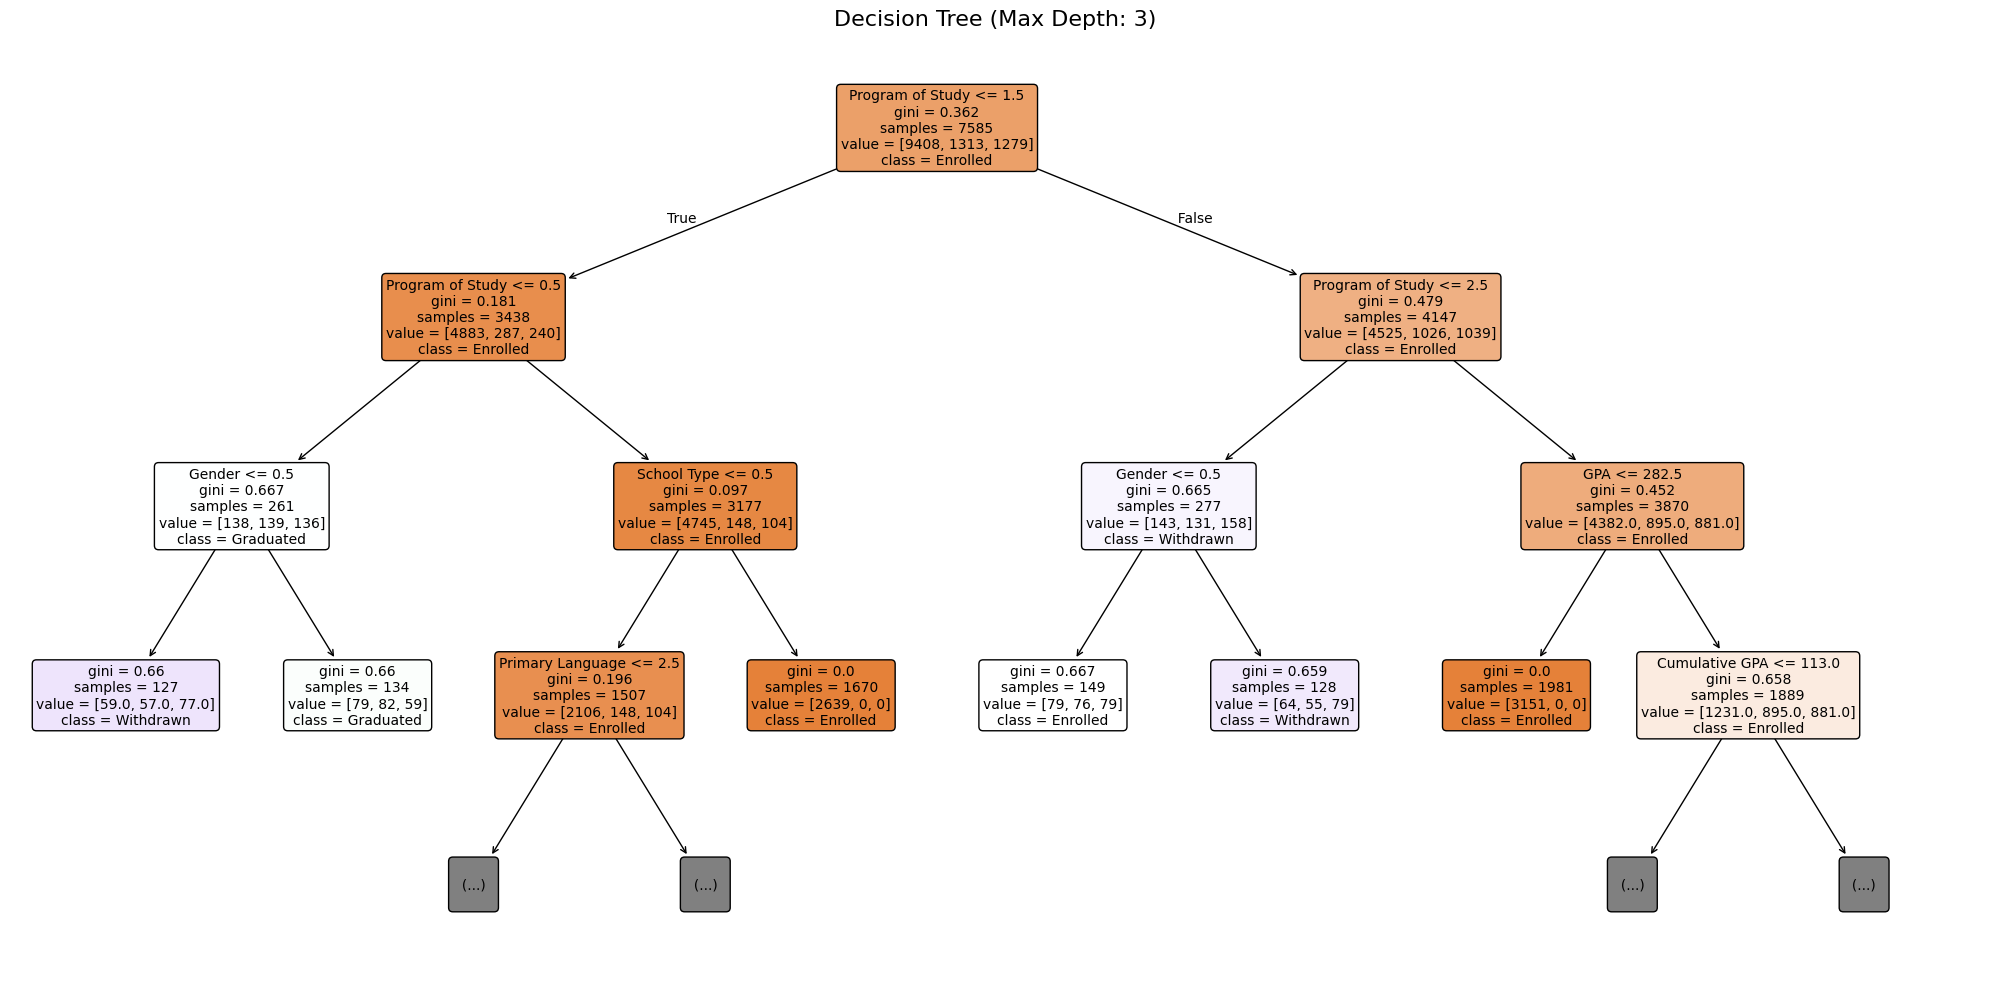 Decision Tree (Max Depth: 3)
Program of Study <= 1.5
gini = 0.362
samples = 7585
value = [9408, 1313, 1279]
class = Enrolled
True
False
Program of Study <= 0.5
gini = 0.181
samples = 3438
value = [4883, 287, 240]
class = Enrolled
Program of Study <= 2.5
gini = 0.479
samples = 4147
value = [4525, 1026, 1039]
class = Enrolled
Gender <= 0.5
gini = 0.667
samples = 261
value = [138, 139, 136]
class = Graduated
School Type <= 0.5
gini = 0.097
samples = 3177
value = [4745, 148, 104]
class = Enrolled
Gender <= 0.5
gini = 0.665
samples = 277
value = [143, 131, 158]
class = Withdrawn
GPA <= 282.5
gini = 0.452
samples = 3870
value = [4382.0, 895.0, 881.0]
class = Enrolled
gini = 0.66
samples = 127
value = [59.0, 57.0, 77.0]
class = Withdrawn
gini = 0.66
samples = 134
value = [79, 82, 59]
class = Graduated
Primary Language <= 2.5
gini = 0.196
samples = 1507
value = [2106, 148, 104]
class = Enrolled
gini = 0.0
samples = 1670
value = [2639, 0, 0]
class = Enrolled
gini = 0.667
samples = 149
value = [79, 76, 79]
class = Enrolled
gini = 0.659
samples = 128
value = [64, 55, 79]
class = Withdrawn
gini = 0.0
samples = 1981
value = [3151, 0, 0]
class = Enrolled
Cumulative GPA <= 113.0
gini = 0.658
samples = 1889
value = [1231.0, 895.0, 881.0]
class = Enrolled
(...)
(...)
(...)
(...)